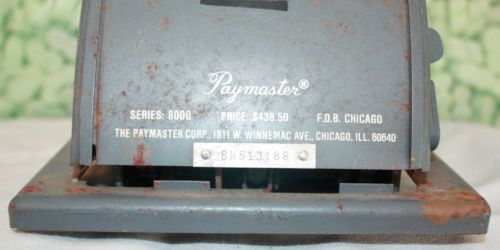 Paymaster®
SERIES: 8000 PRICE: $438.50 F.O.B. CHICAGO
THE PAYMASTER CORP., 1811 W. WINNEMAC AVE., CHICAGO, ILL. 60640
8N513188